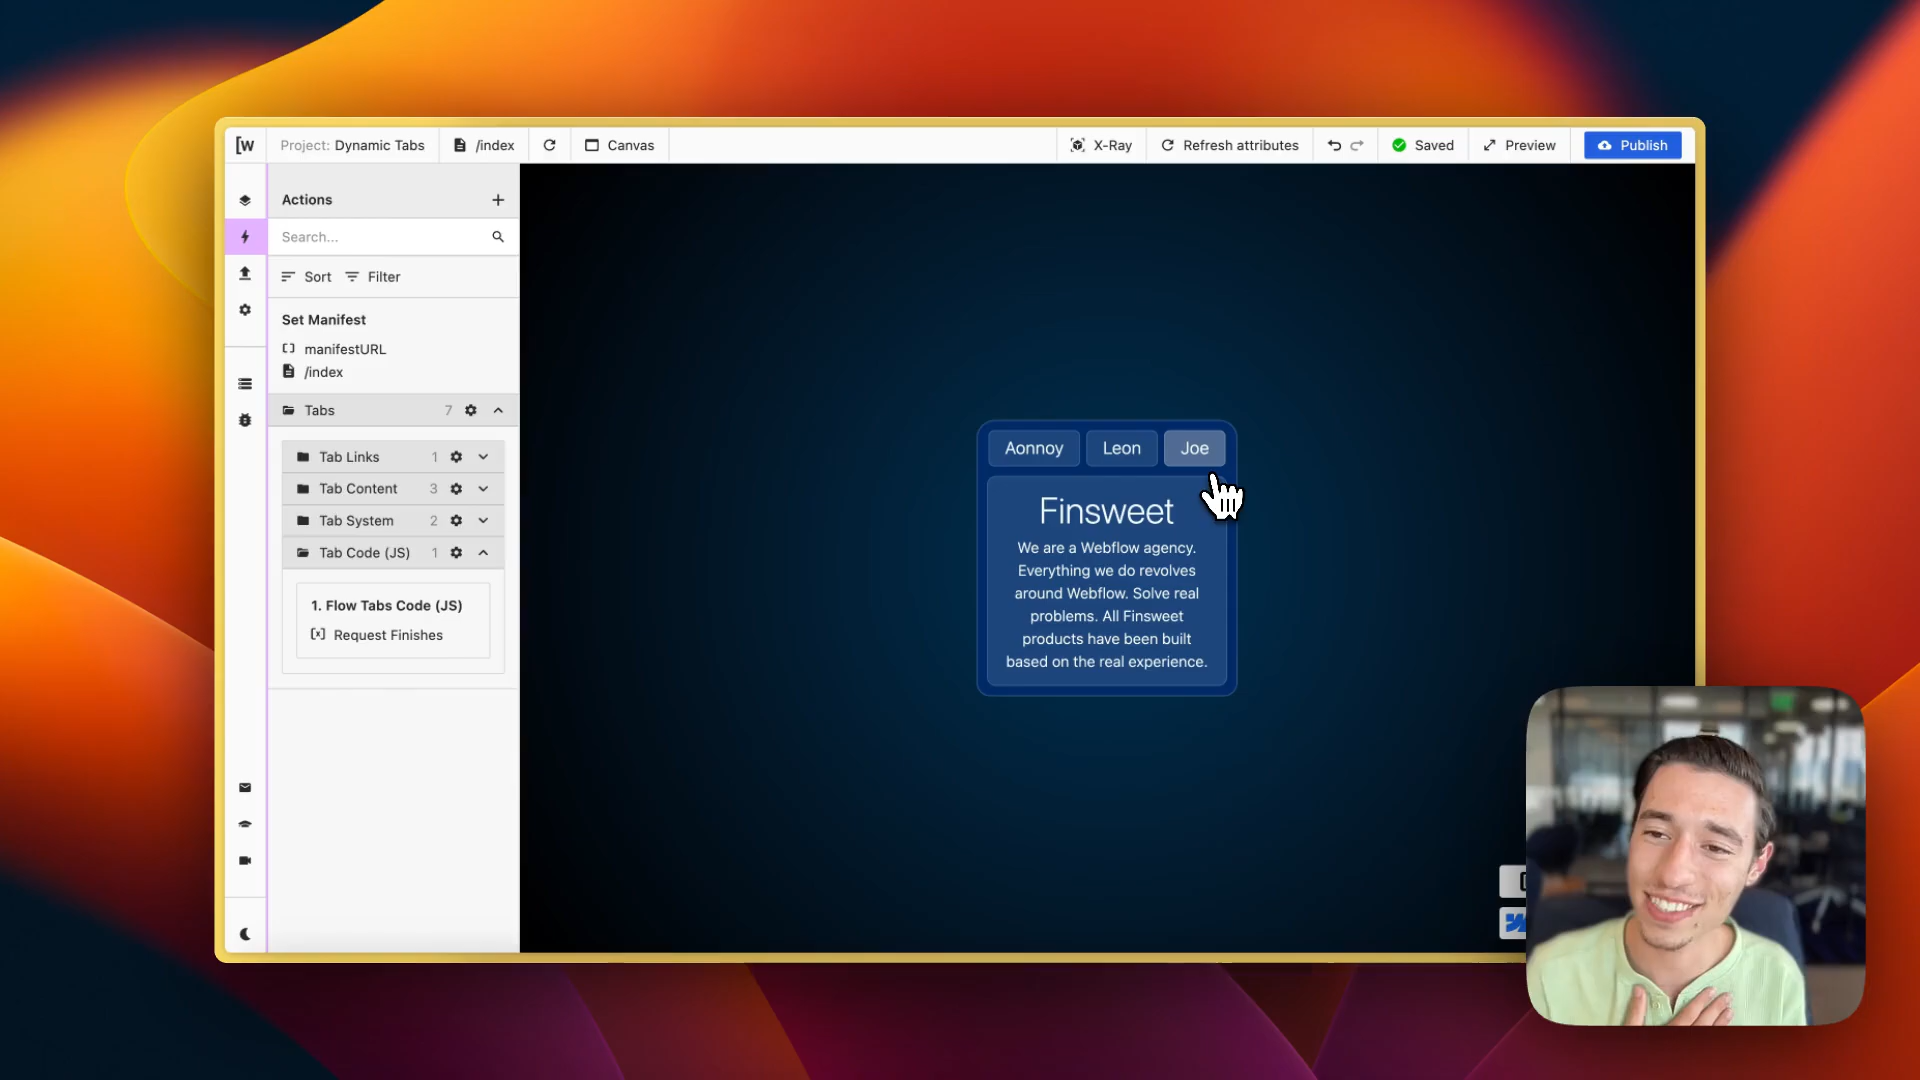 [W
Project: Dynamic Tabs
/index
Canvas
X-Ray
Refresh attributes
Saved
Preview
Publish
Actions
Search...
Sort
Filter
Set Manifest
manifestURL
/index
Tabs 7
Tab Links 1
Tab Content 3
Tab System 2
Tab Code (JS) 1
1. Flow Tabs Code (JS)
Request Finishes
Aonnoy
Leon
Joe
Finsweet
We are a Webflow agency.
Everything we do revolves
around Webflow. Solve real
problems. All Finsweet
products have been built
based on the real experience.